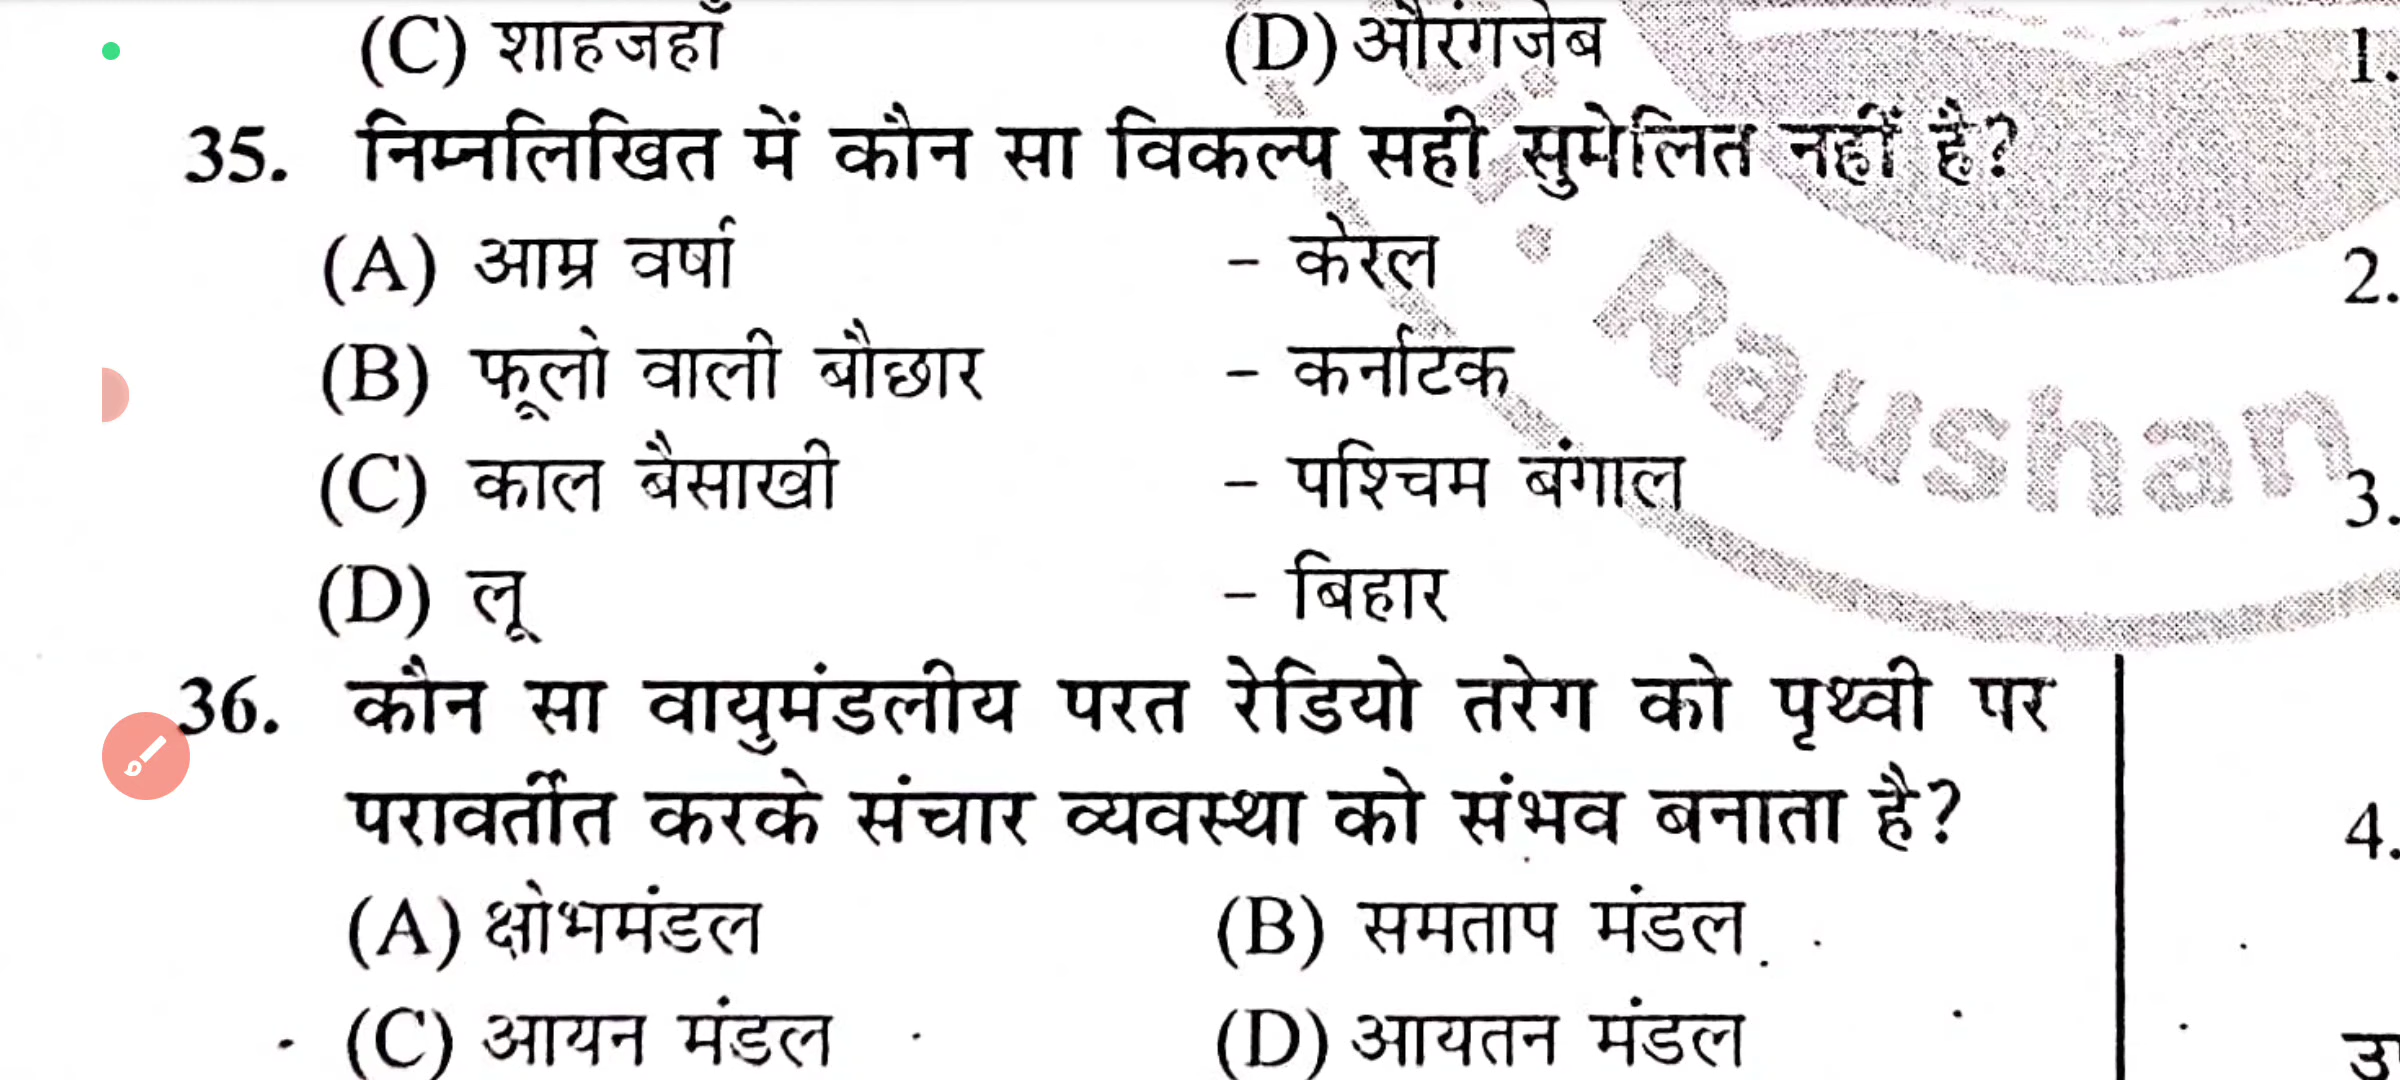 (C) शाहजहाँ (D) औरंगजेब
1.
35. निम्नलिखित में कौन सा विकल्प सही सुमेलित नहीं है?
(A) आम्र वर्षा - केरल
2.
(B) फूलो वाली बौछार - कर्नाटक
Raushan
(C) काल बैसाखी - पश्चिम बंगाल
3.
(D) लू - बिहार
36. कौन सा वायुमंडलीय परत रेडियो तरेग को पृथ्वी पर
परावर्तीत करके संचार व्यवस्था को संभव बनाता है?
4.
(A) क्षोभमंडल (B) समताप मंडल
(C) आयन मंडल (D) आयतन मंडल